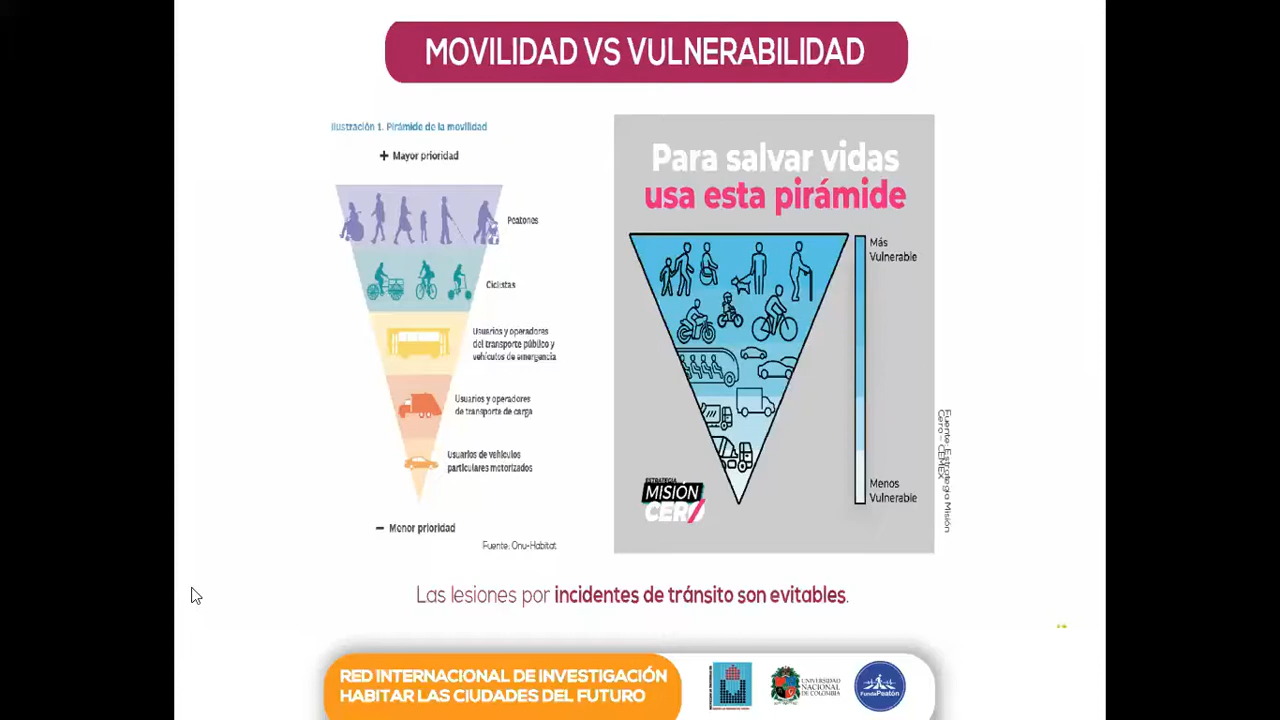 MOVILIDAD VS VULNERABILIDAD
Ilustración 1. Pirámide de la movilidad
+ Mayor prioridad
Peatones
Ciclistas
Usuarios y operadores
del transporte público y
vehículos de emergencia
Usuarios y operadores
de transporte de carga
Usuarios de vehículos
particulares motorizados
− Menor prioridad
Fuente: Onu-Habitat
Para salvar vidas
usa esta pirámide
Más
Vulnerable
Menos
Vulnerable
ESTRATEGIA
MISIÓN
CERO
Fuente: Estrategia Misión
Cero – CEMEX
Las lesiones por incidentes de tránsito son evitables.
RED INTERNACIONAL DE INVESTIGACIÓN
HABITAR LAS CIUDADES DEL FUTURO
UNIVERSIDAD
NACIONAL
DE COLOMBIA
FundaPeatón